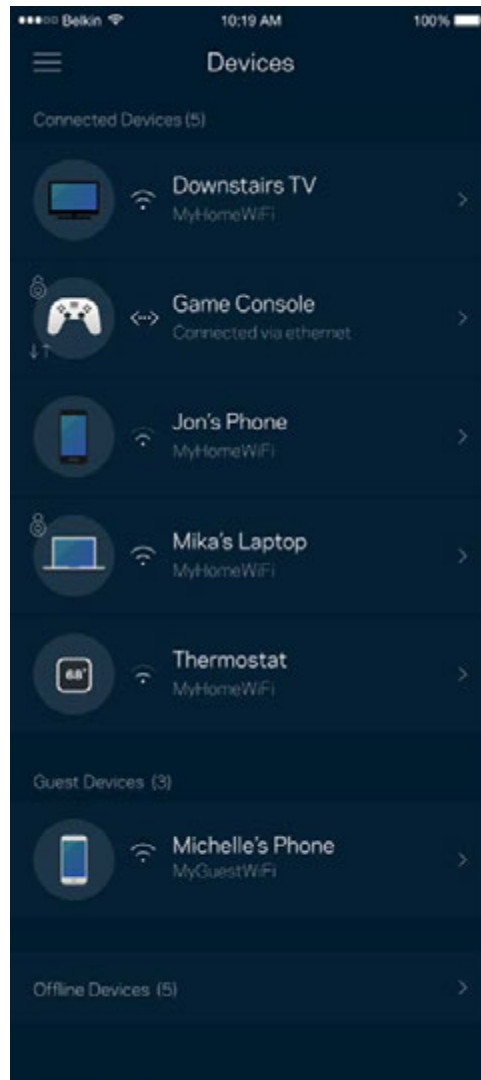 Belkin 10:19 AM 100%
Devices
Connected Devices (5)
Downstairs TV
MyHomeWiFi
Game Console
Connected via ethernet
Jon's Phone
MyHomeWiFi
Mika's Laptop
MyHomeWiFi
68°
Thermostat
MyHomeWiFi
Guest Devices (3)
Michelle's Phone
MyGuestWiFi
Offline Devices (5)